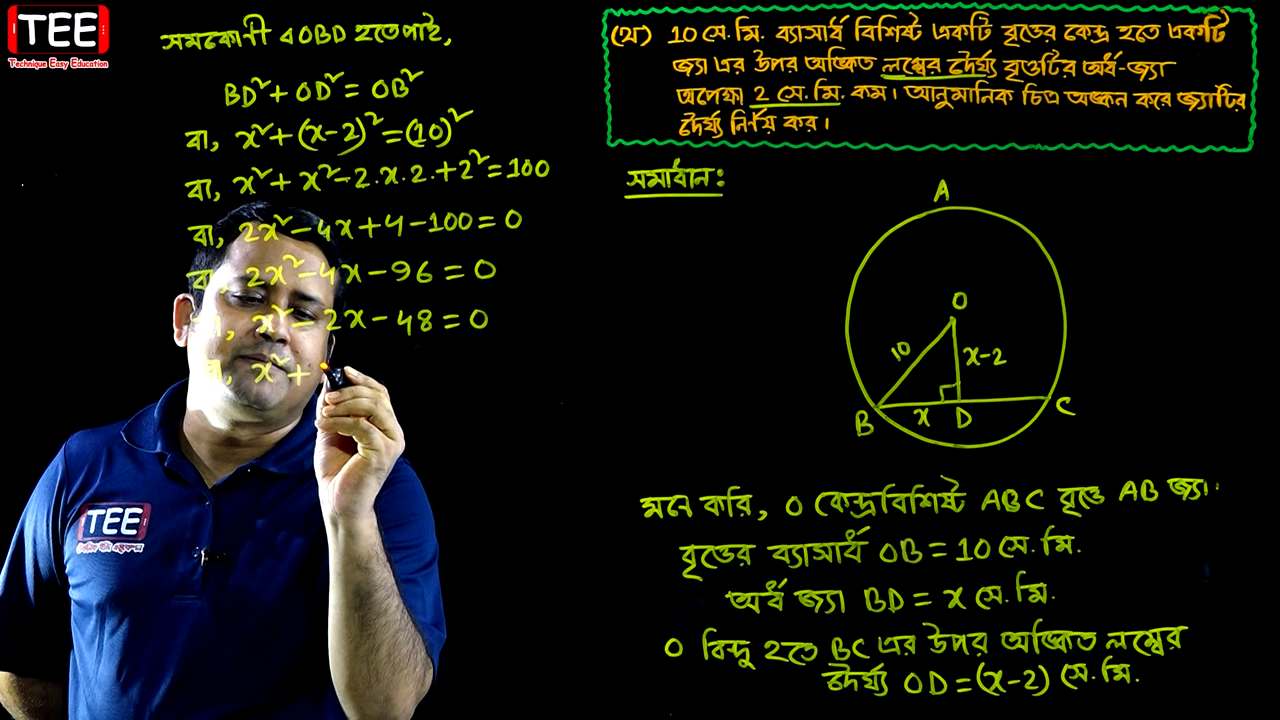 TEE
Technique Easy Education
সমকোণী ΔOBD হতে পাই,
BD² + OD² = OB²
বা, x² + (x-2)² = (10)²
বা, x² + x² - 2.x.2 + 2² = 100
বা, 2x² - 4x + 4 - 100 = 0
বা, 2x² - 4x - 96 = 0
বা, x² - 2x - 48 = 0
বা, x² +
TEE
(থ) 10 সে. মি. ব্যাসার্ধ বিশিষ্ট একটি বৃত্তের কেন্দ্র হতে একটি
জ্যা এর উপর অঙ্কিত লম্বের দৈর্ঘ্য বৃত্তটির অর্ধ-জ্যা
অপেক্ষা 2 সে. মি. কম। আনুমানিক চিত্র অঙ্কন করে জ্যাটির
দৈর্ঘ্য নির্ণয় কর।
সমাধান:
A
O
10
x-2
B
x
D
C
মনে করি, O কেন্দ্রবিশিষ্ট ABC বৃত্তে AB জ্যা।
বৃত্তের ব্যাসার্ধ OB = 10 সে. মি.
অর্ধ জ্যা BD = x সে. মি.
O বিন্দু হতে BC এর উপর অঙ্কিত লম্বের
দৈর্ঘ্য OD = (x-2) সে. মি.